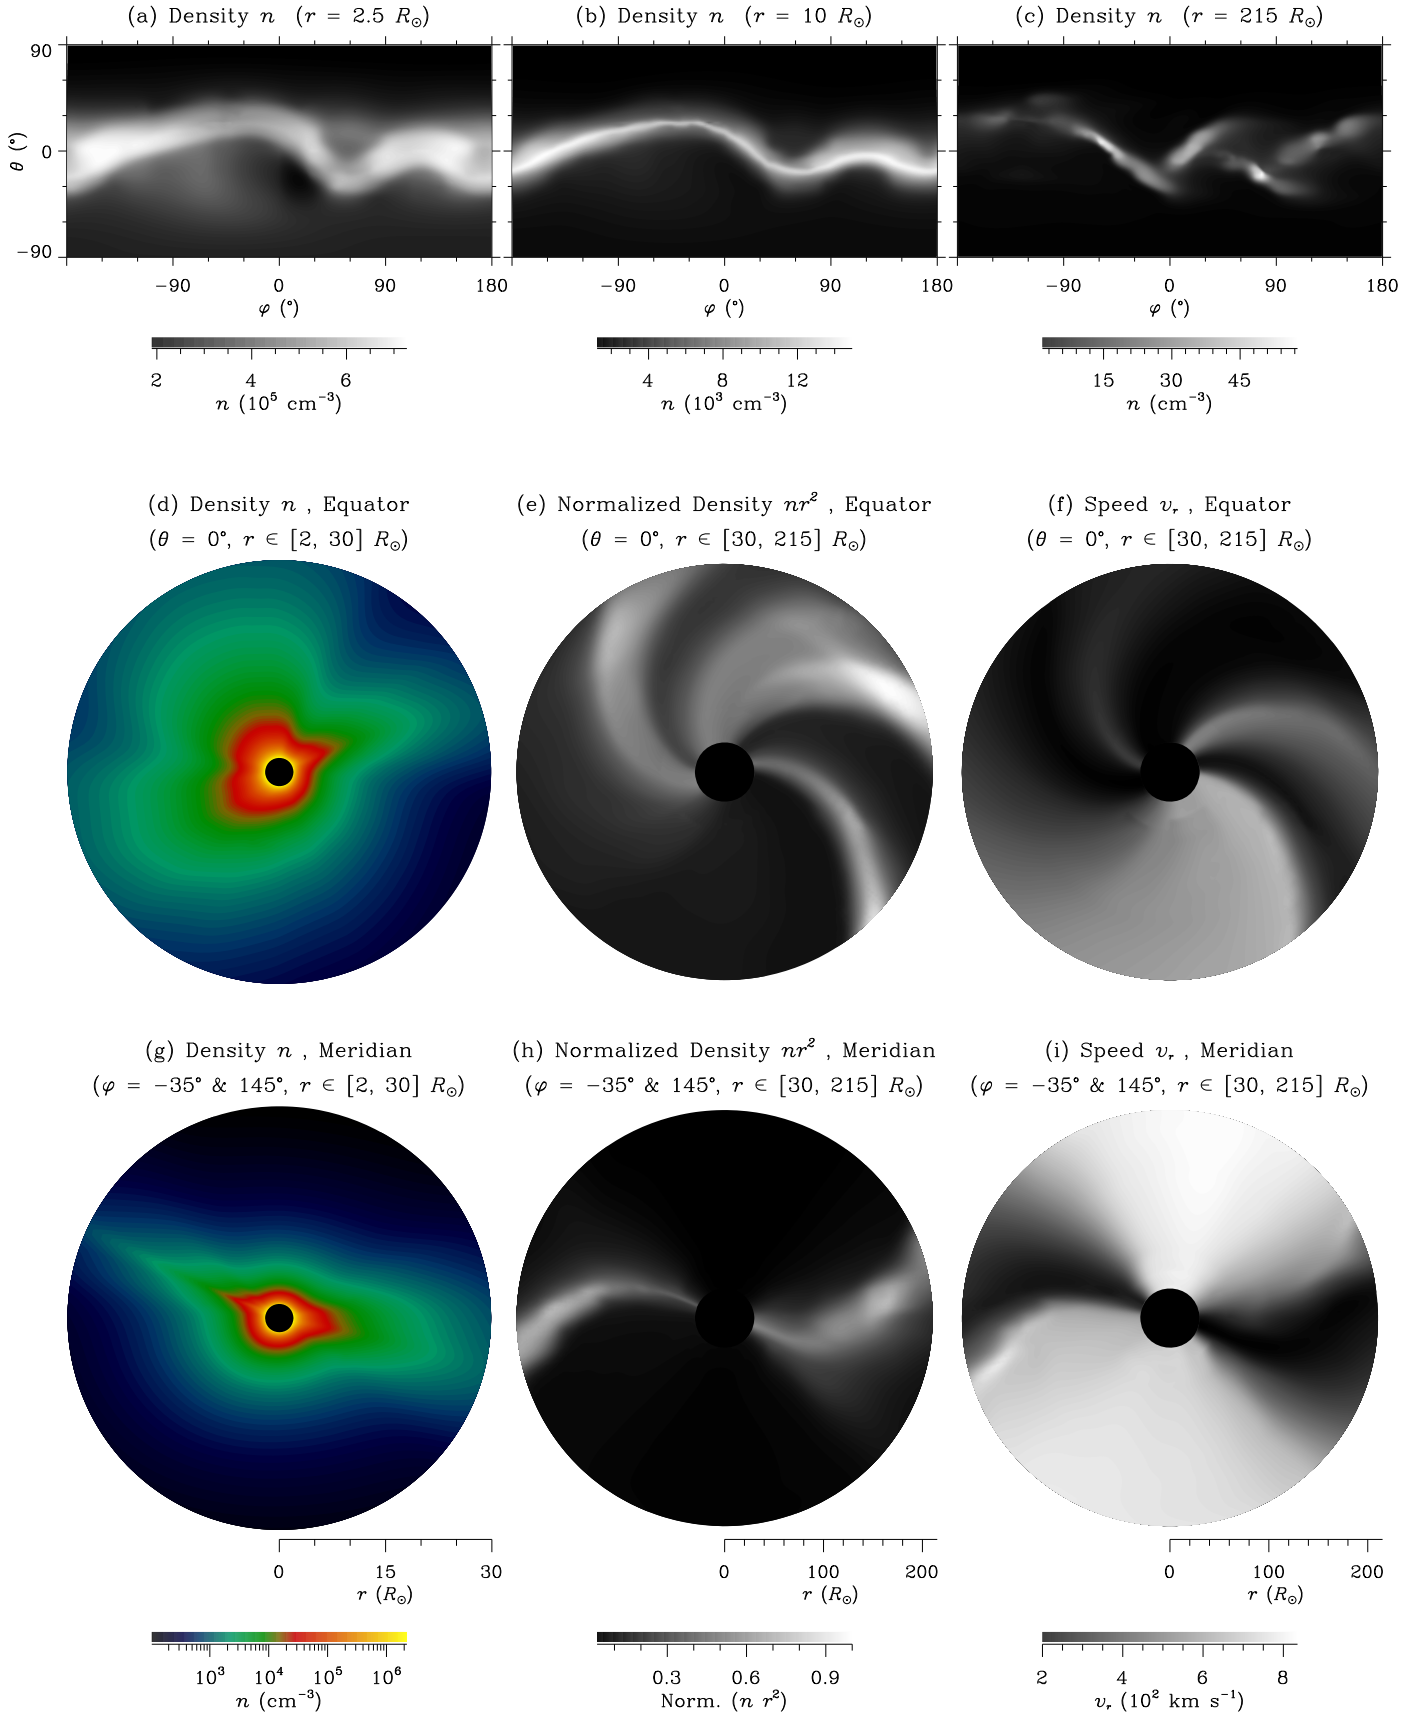 (a) Density n (r = 2.5 R☉)
(b) Density n (r = 10 R☉)
(c) Density n (r = 215 R☉)
90
0
−90
θ (°)
−90 0 90 180
φ (°)
−90 0 90 180
φ (°)
−90 0 90 180
φ (°)
2 4 6
n (10⁵ cm⁻³)
4 8 12
n (10³ cm⁻³)
15 30 45
n (cm⁻³)
(d) Density n , Equator
(θ = 0°, r ∈ [2, 30] R☉)
(e) Normalized Density nr² , Equator
(θ = 0°, r ∈ [30, 215] R☉)
(f) Speed vᵣ , Equator
(θ = 0°, r ∈ [30, 215] R☉)
(g) Density n , Meridian
(φ = −35° & 145°, r ∈ [2, 30] R☉)
(h) Normalized Density nr² , Meridian
(φ = −35° & 145°, r ∈ [30, 215] R☉)
(i) Speed vᵣ , Meridian
(φ = −35° & 145°, r ∈ [30, 215] R☉)
0 15 30
r (R☉)
0 100 200
r (R☉)
0 100 200
r (R☉)
10³ 10⁴ 10⁵ 10⁶
n (cm⁻³)
0.3 0.6 0.9
Norm. (n r²)
2 4 6 8
vᵣ (10² km s⁻¹)